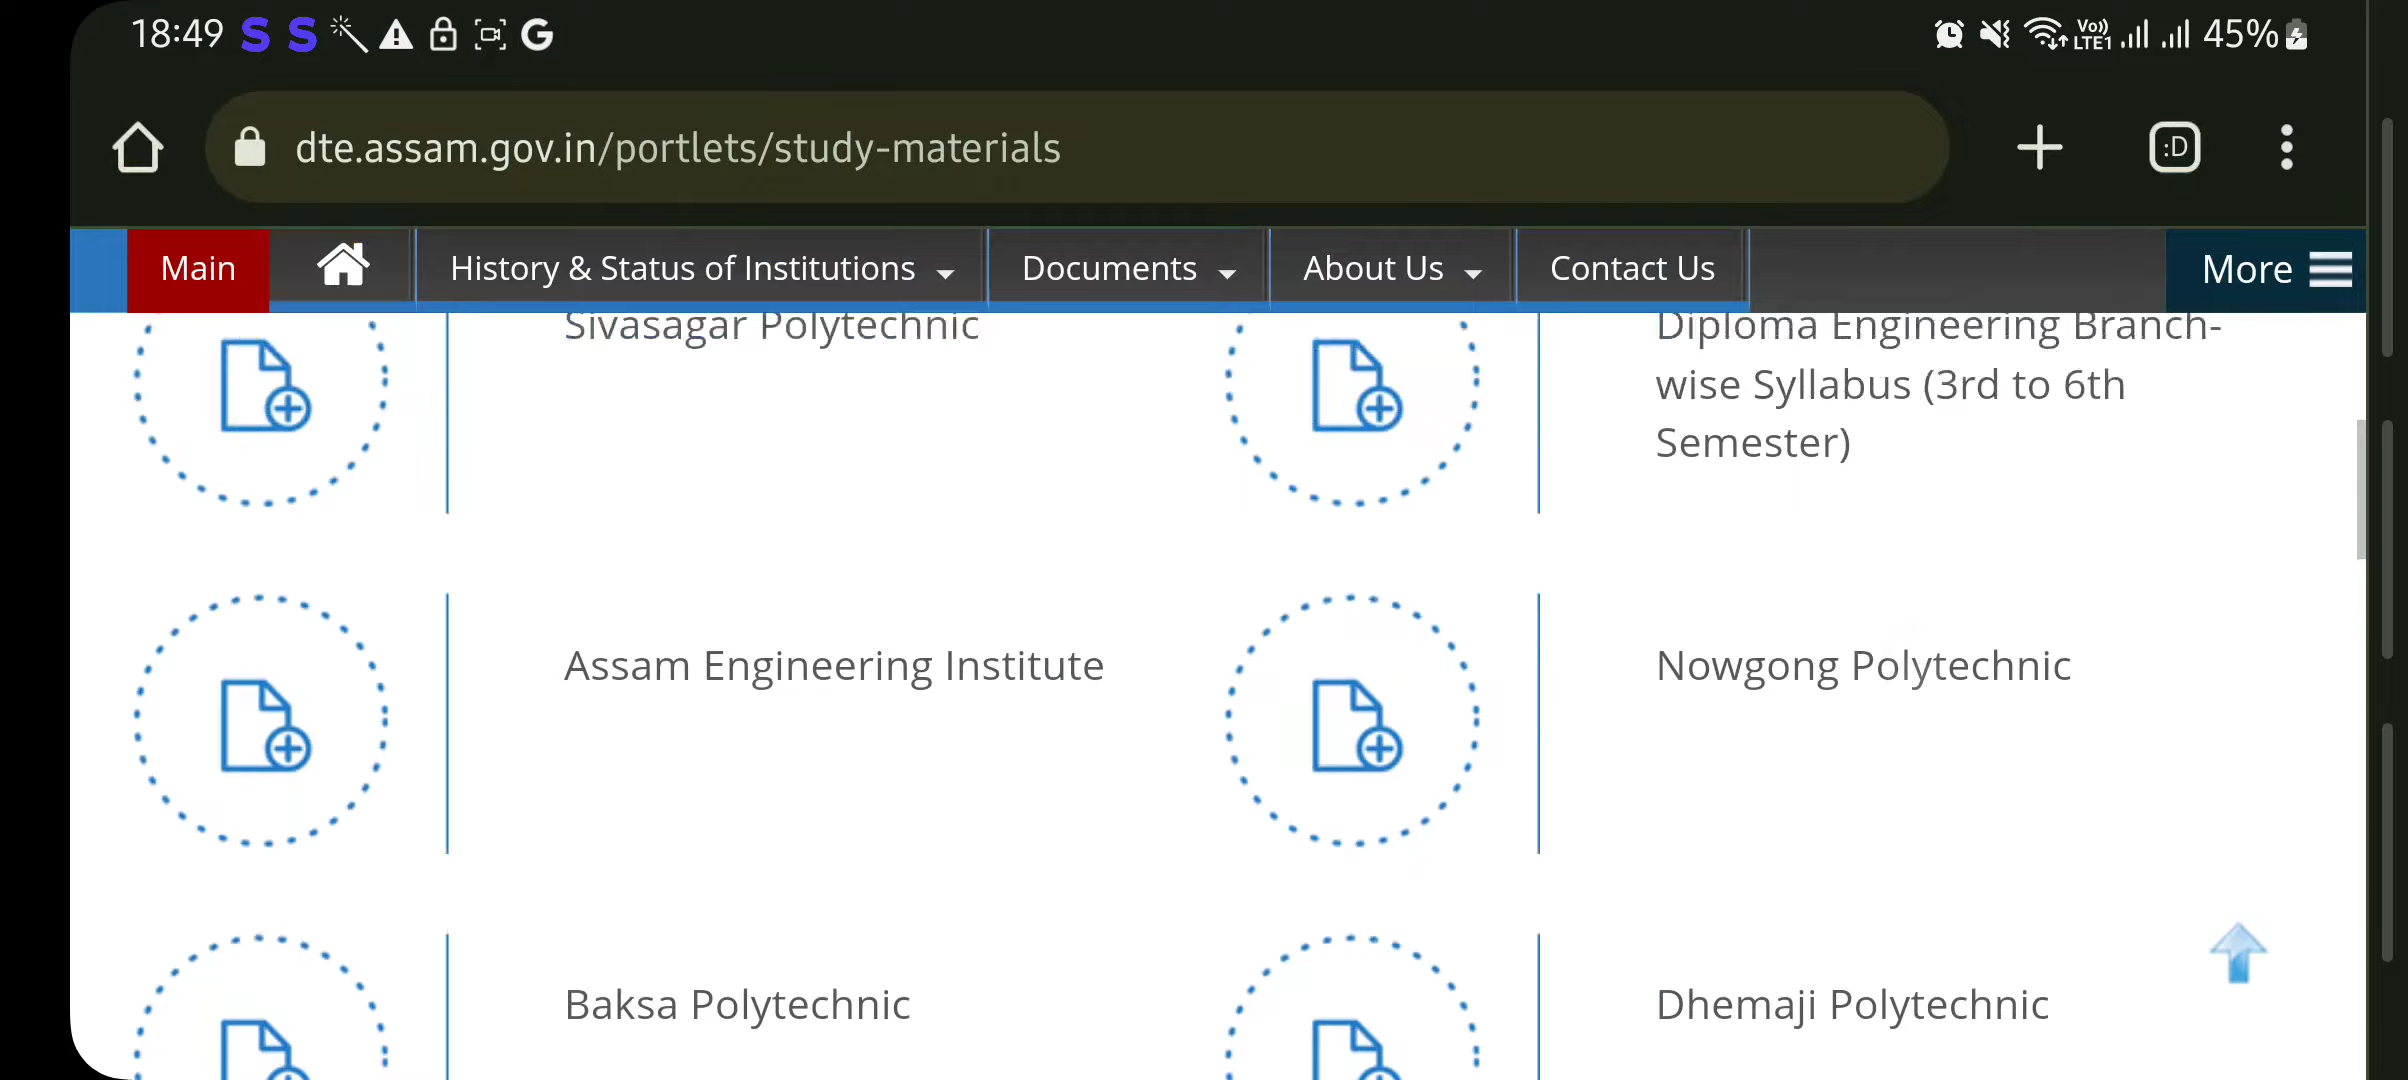 18:49 S S G Vo)) LTE1 45%
dte.assam.gov.in/portlets/study-materials :D
Main History & Status of Institutions Documents About Us Contact Us More
Sivasagar Polytechnic
Diploma Engineering Branch-
wise Syllabus (3rd to 6th
Semester)
Assam Engineering Institute
Nowgong Polytechnic
Baksa Polytechnic
Dhemaji Polytechnic